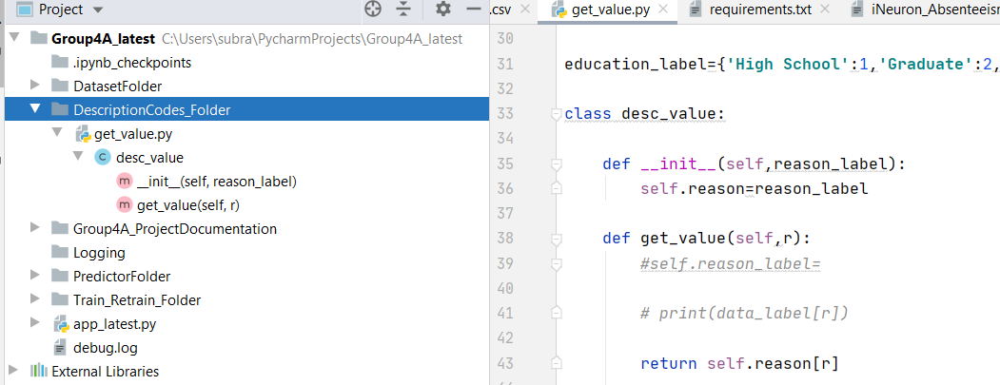 Project
Group4A_latest C:\Users\subra\PycharmProjects\Group4A_latest
.ipynb_checkpoints
DatasetFolder
DescriptionCodes_Folder
get_value.py
desc_value
m __init__(self, reason_label)
m get_value(self, r)
Group4A_ProjectDocumentation
Logging
PredictorFolder
Train_Retrain_Folder
app_latest.py
debug.log
External Libraries
.csv get_value.py requirements.txt iNeuron_Absenteeism
30
31 education_label={'High School':1,'Graduate':2,
32
33 class desc_value:
34
35 def __init__(self,reason_label):
36 self.reason=reason_label
37
38 def get_value(self,r):
39 #self.reason_label=
40
41 # print(data_label[r])
42
43 return self.reason[r]